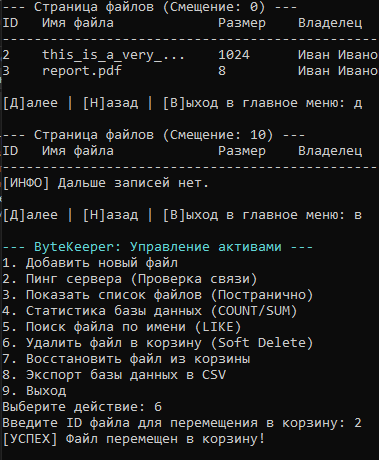 --- Страница файлов (Смещение: 0) ---
ID   Имя файла            Размер    Владелец
--------------------------------------------------
2    this_is_a_very_...   1024      Иван Ивано
3    report.pdf           8         Иван Ивано
[Д]алее | [Н]азад | [В]ыход в главное меню: д
--- Страница файлов (Смещение: 10) ---
ID   Имя файла            Размер    Владелец
--------------------------------------------------
[ИНФО] Дальше записей нет.
[Д]алее | [Н]азад | [В]ыход в главное меню: в
--- ByteKeeper: Управление активами ---
1. Добавить новый файл
2. Пинг сервера (Проверка связи)
3. Показать список файлов (Постранично)
4. Статистика базы данных (COUNT/SUM)
5. Поиск файла по имени (LIKE)
6. Удалить файл в корзину (Soft Delete)
7. Восстановить файл из корзины
8. Экспорт базы данных в CSV
9. Выход
Выберите действие: 6
Введите ID файла для перемещения в корзину: 2
[УСПЕХ] Файл перемещен в корзину!